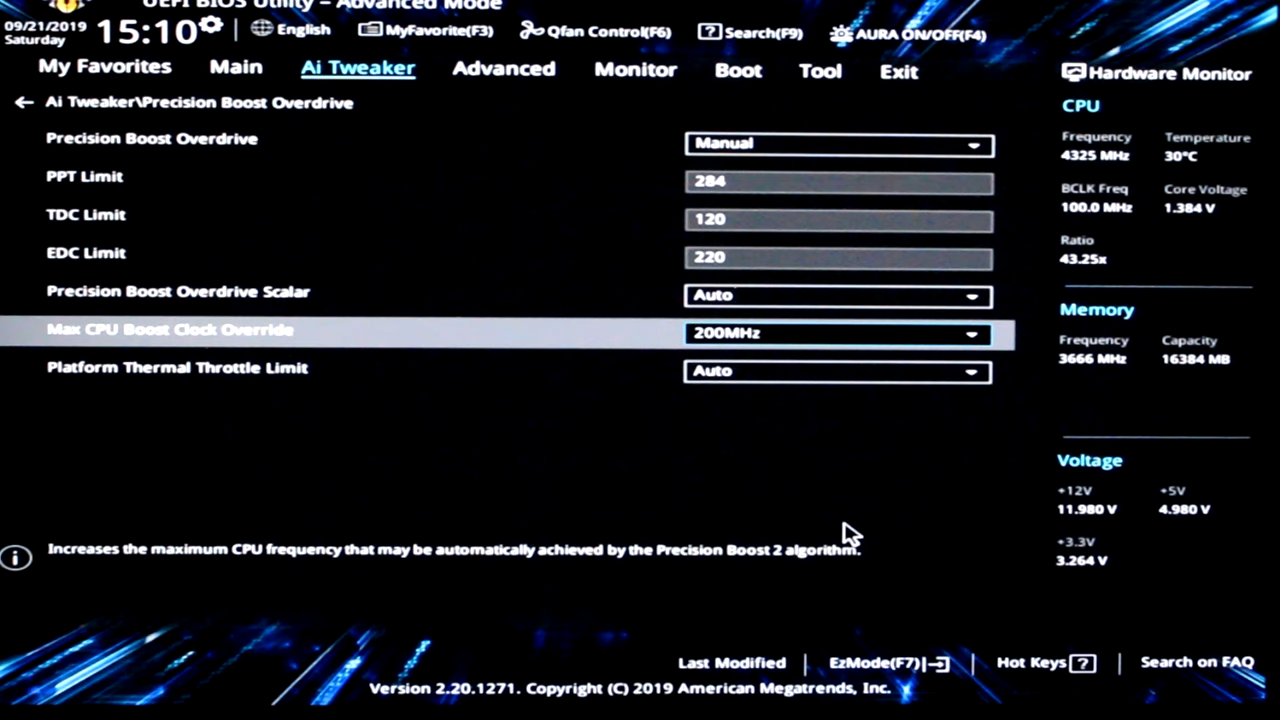 UEFI BIOS Utility – Advanced Mode
09/21/2019 Saturday 15:10 English MyFavorite(F3) Qfan Control(F6) ? Search(F9) AURA ON/OFF(F4)
My Favorites Main Ai Tweaker Advanced Monitor Boot Tool Exit
Hardware Monitor
← Ai Tweaker\Precision Boost Overdrive
Precision Boost Overdrive Manual
PPT Limit 284
TDC Limit 120
EDC Limit 220
Precision Boost Overdrive Scalar Auto
Max CPU Boost Clock Override 200MHz
Platform Thermal Throttle Limit Auto
i Increases the maximum CPU frequency that may be automatically achieved by the Precision Boost 2 algorithm.
CPU
Frequency Temperature
4325 MHz 30°C
BCLK Freq Core Voltage
100.0 MHz 1.384 V
Ratio
43.25x
Memory
Frequency Capacity
3666 MHz 16384 MB
Voltage
+12V +5V
11.980 V 4.980 V
+3.3V
3.264 V
Last Modified EzMode(F7) Hot Keys ? Search on FAQ
Version 2.20.1271. Copyright (C) 2019 American Megatrends, Inc.